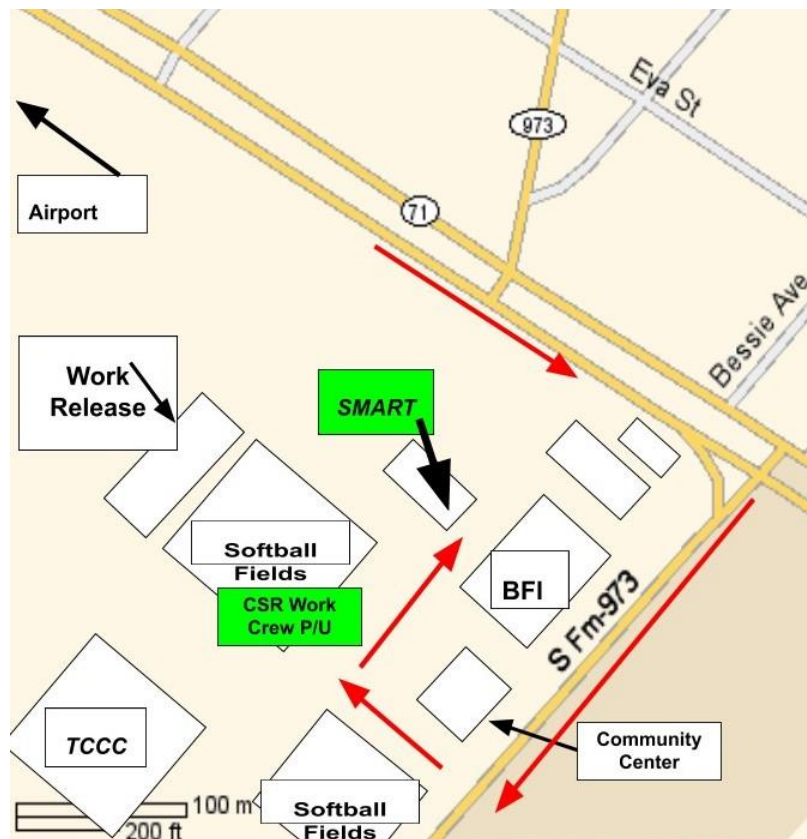 Eva St
973
Airport
71
Bessie Ave
Work
Release
SMART
Softball
Fields
BFI
CSR Work
Crew P/U
S Fm-973
TCCC
Community
Center
100 m
Softball
200 ft
Fields